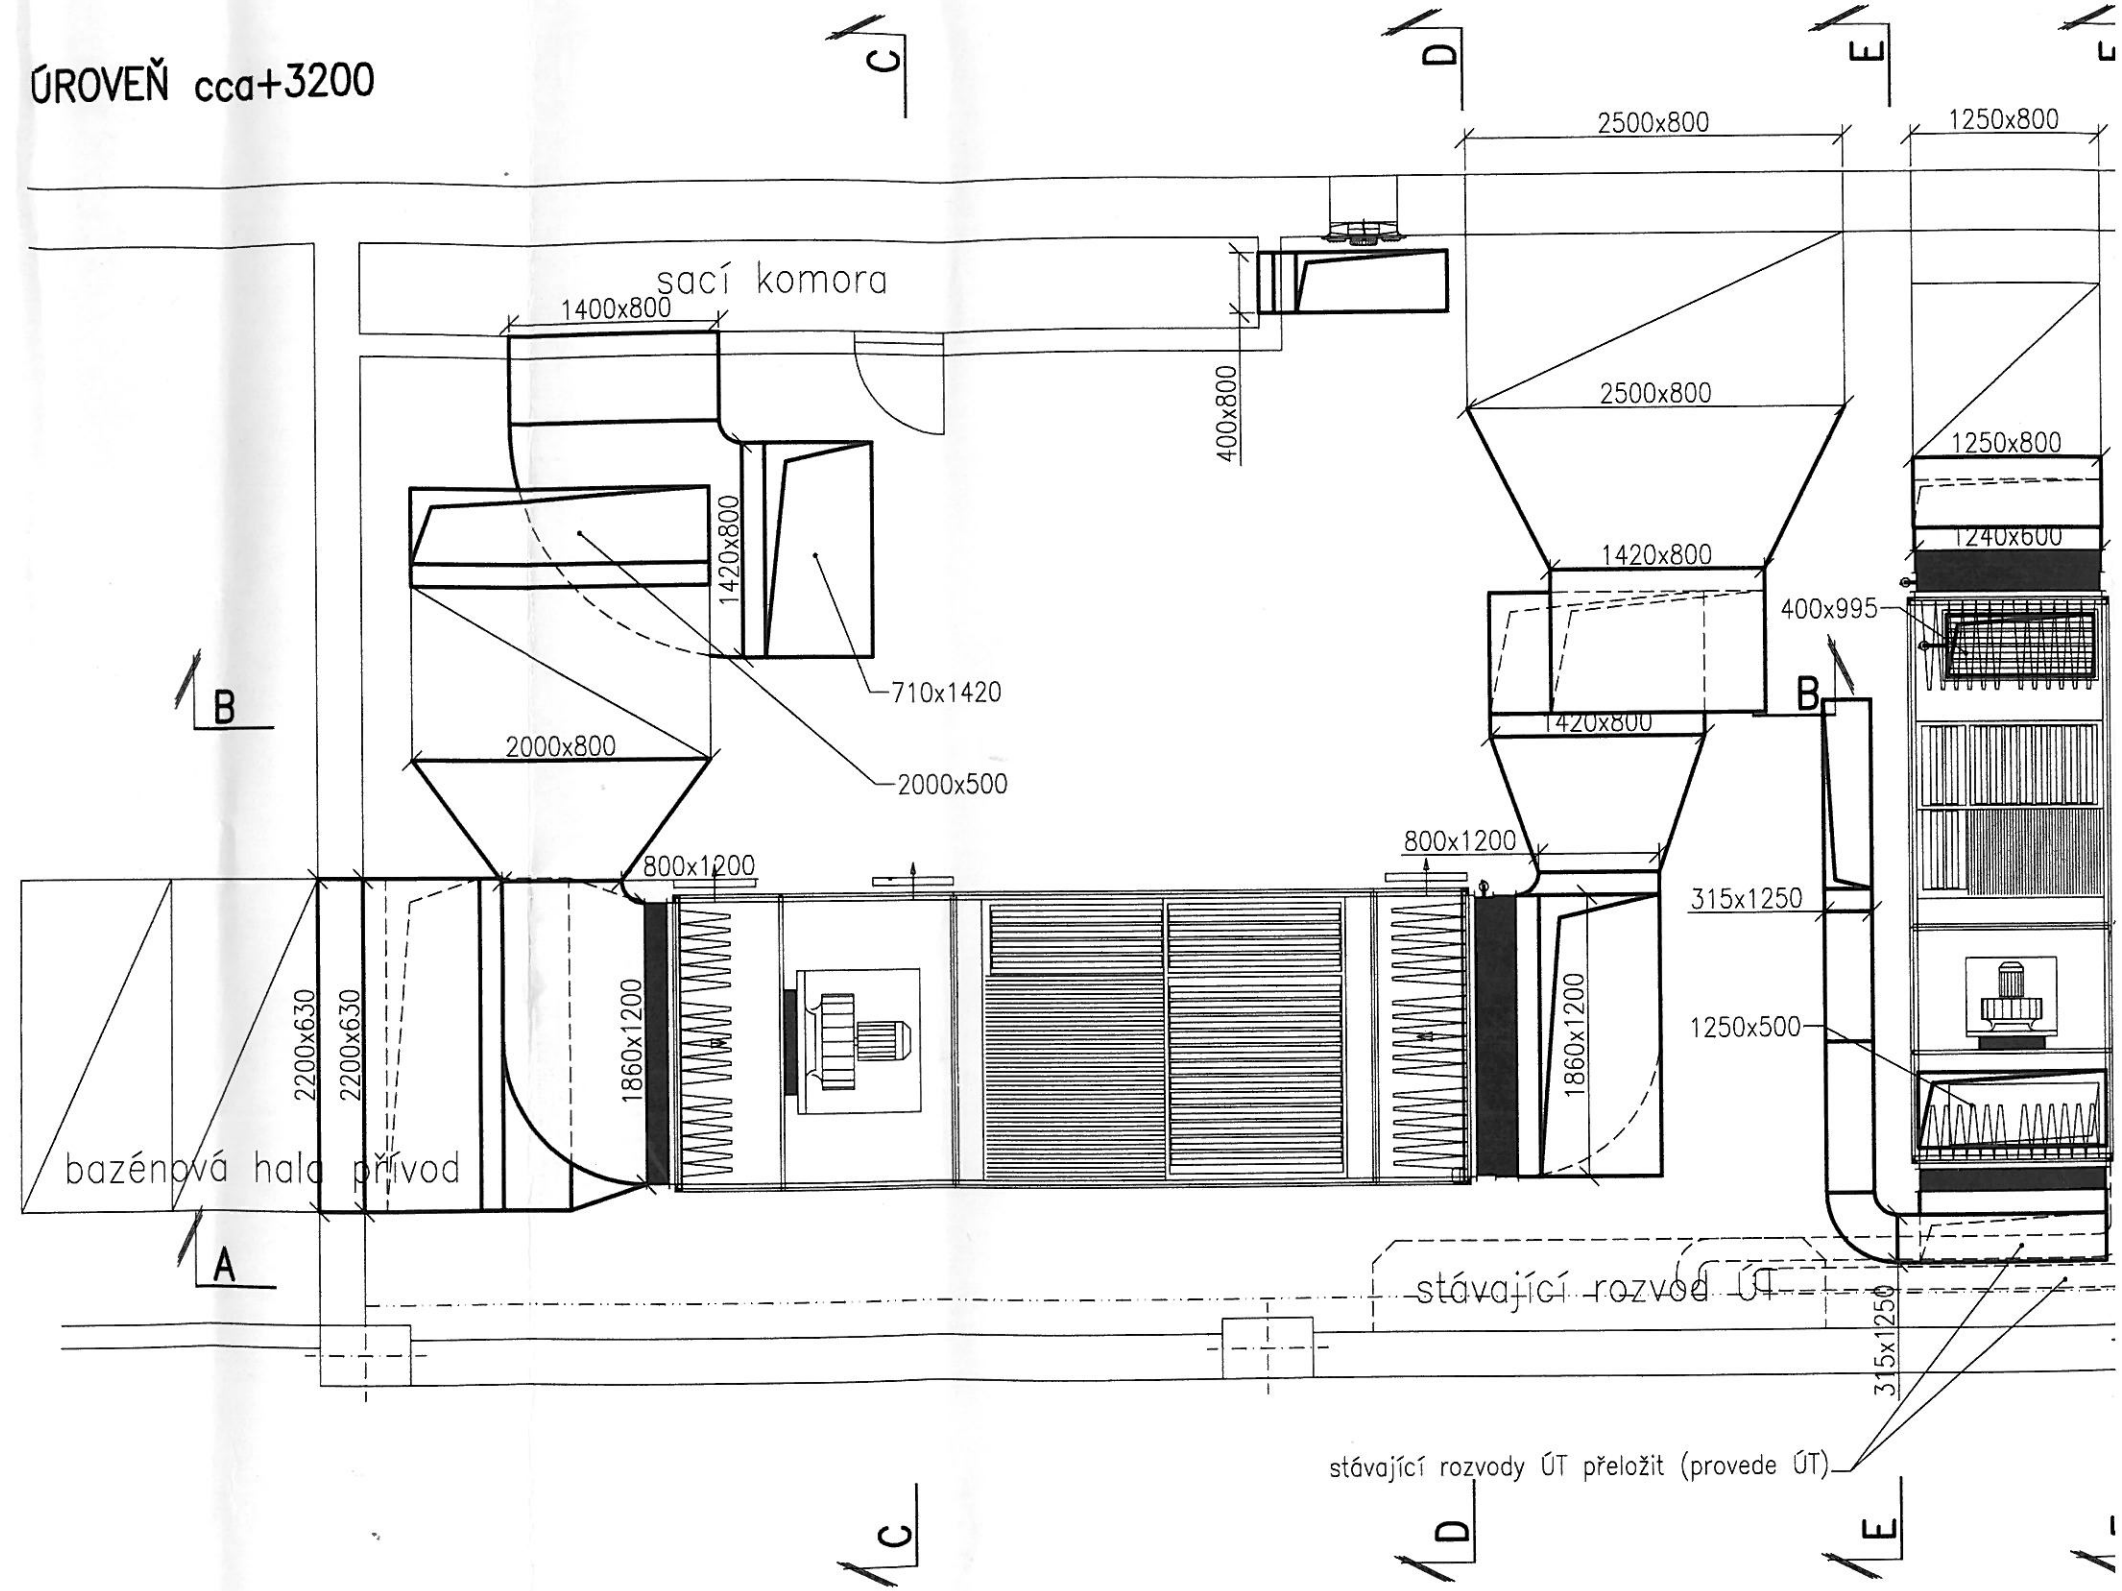 C
D
E
ÚROVEŇ cca+3200
2500x800
1250x800
sací komora
1400x800
400x800
2500x800
1250x800
1420x800
1240x600
1420x800
400x995
710x1420
B
B
1420x800
2000x800
2000x500
800x1200
800x1200
315x1250
2200x630
2200x630
1860x1200
1860x1200
1250x500
bazénová hala přívod
A
stávající rozvod ÚT
315x1250
stávající rozvody ÚT přeložit (provede ÚT)
C
D
E